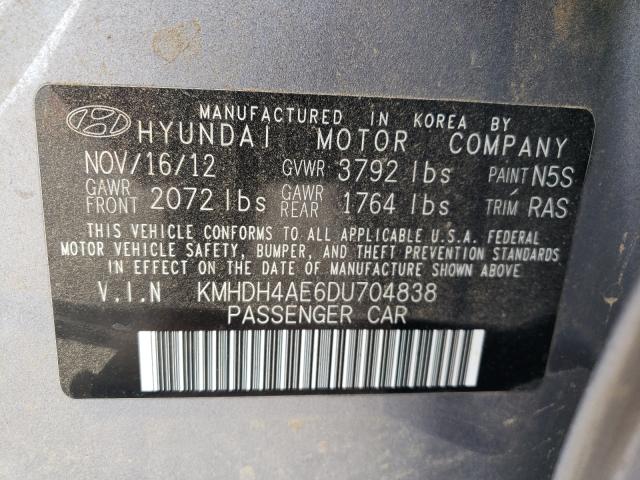 MANUFACTURED IN KOREA BY
HYUNDAI MOTOR COMPANY
NOV/16/12 GVWR 3792 lbs PAINT N5S
GAWR FRONT 2072 lbs GAWR REAR 1764 lbs TRIM RAS
THIS VEHICLE CONFORMS TO ALL APPLICABLE U.S.A. FEDERAL
MOTOR VEHICLE SAFETY, BUMPER, AND THEFT PREVENTION STANDARDS
IN EFFECT ON THE DATE OF MANUFACTURE SHOWN ABOVE.
V.I.N KMHDH4AE6DU704838
PASSENGER CAR